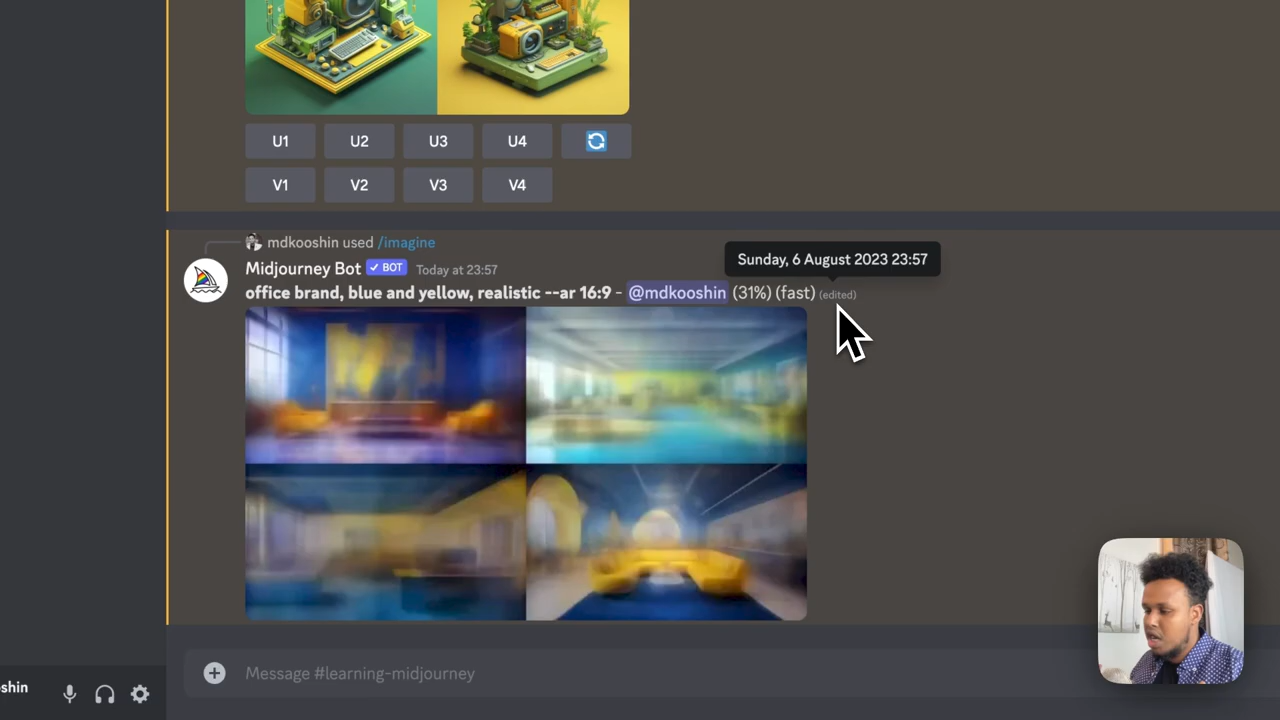 U1 U2 U3 U4
V1 V2 V3 V4
mdkooshin used /imagine
Sunday, 6 August 2023 23:57
Midjourney Bot BOT Today at 23:57
office brand, blue and yellow, realistic --ar 16:9 - @mdkooshin (31%) (fast) (edited)
Message #learning-midjourney
shin